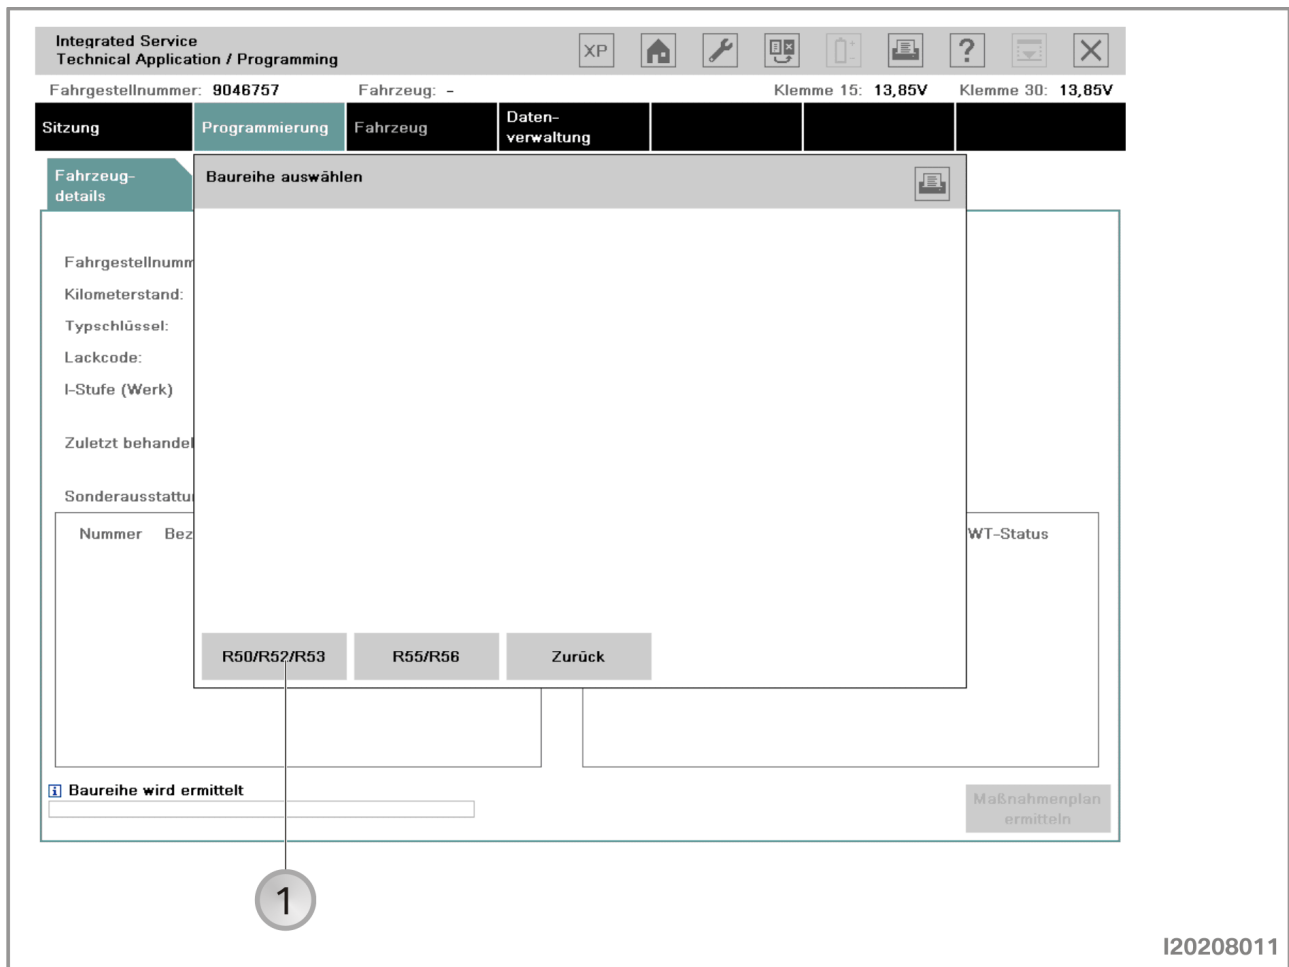 Integrated Service
Technical Application / Programming
XP
?
Fahrgestellnummer: 9046757 Fahrzeug: - Klemme 15: 13,85V Klemme 30: 13,85V
Sitzung Programmierung Fahrzeug Daten-
verwaltung
Fahrzeug-
details
Baureihe auswählen
Fahrgestellnumm
Kilometerstand:
Typschlüssel:
Lackcode:
I-Stufe (Werk)
Zuletzt behandel
Sonderausstattu
Nummer Bez WT-Status
R50/R52/R53 R55/R56 Zurück
Baureihe wird ermittelt
Maßnahmenplan
ermitteln
1
I20208011